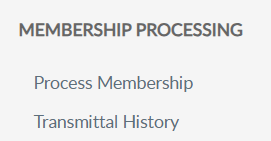 MEMBERSHIP PROCESSING
Process Membership
Transmittal History